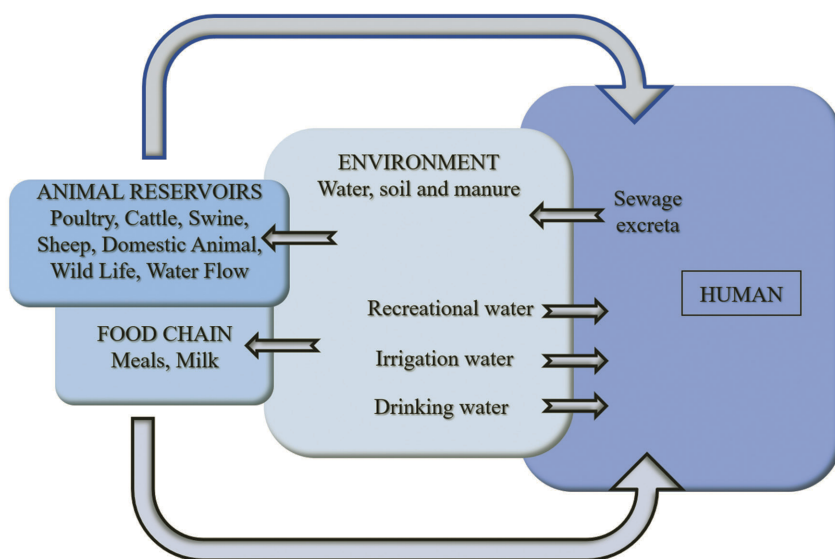 ENVIRONMENT
Water, soil and manure
ANIMAL RESERVOIRS
Poultry, Cattle, Swine,
Sheep, Domestic Animal,
Wild Life, Water Flow
Sewage
excreta
HUMAN
Recreational water
FOOD CHAIN
Meals, Milk
Irrigation water
Drinking water